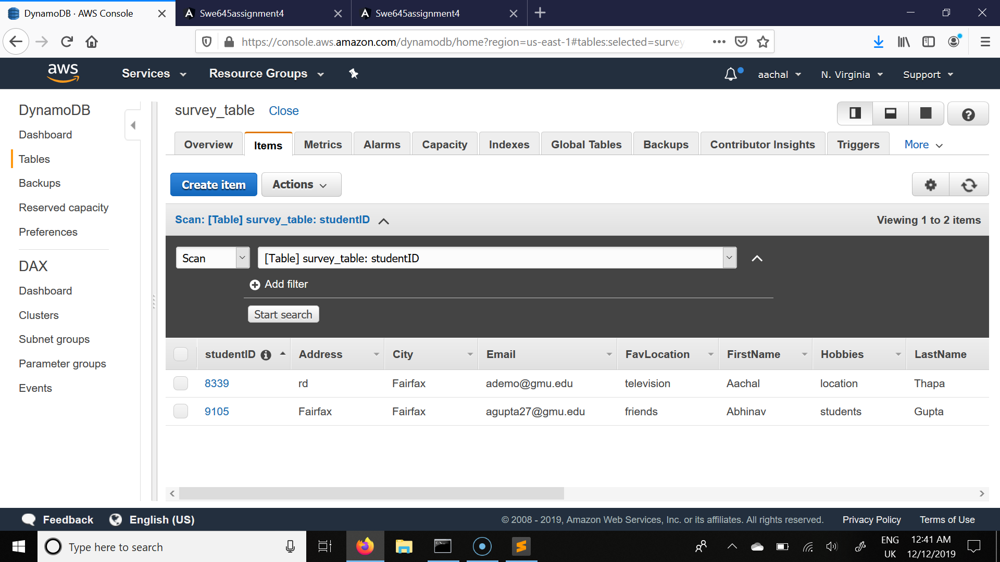 DynamoDB · AWS Console
Swe645assignment4
Swe645assignment4
https://console.aws.amazon.com/dynamodb/home?region=us-east-1#tables:selected=survey
aws
Services
Resource Groups
aachal
N. Virginia
Support
DynamoDB
Dashboard
Tables
Backups
Reserved capacity
Preferences
DAX
Dashboard
Clusters
Subnet groups
Parameter groups
Events
survey_table Close
Overview Items Metrics Alarms Capacity Indexes Global Tables Backups Contributor Insights Triggers More
Create item Actions
Scan: [Table] survey_table: studentID
Viewing 1 to 2 items
Scan [Table] survey_table: studentID
Add filter
Start search
studentID Address City Email FavLocation FirstName Hobbies LastName
8339 rd Fairfax ademo@gmu.edu television Aachal location Thapa
9105 Fairfax Fairfax agupta27@gmu.edu friends Abhinav students Gupta
Feedback English (US)
© 2008 - 2019, Amazon Web Services, Inc. or its affiliates. All rights reserved. Privacy Policy Terms of Use
Type here to search
ENG
UK
12:41 AM
12/12/2019